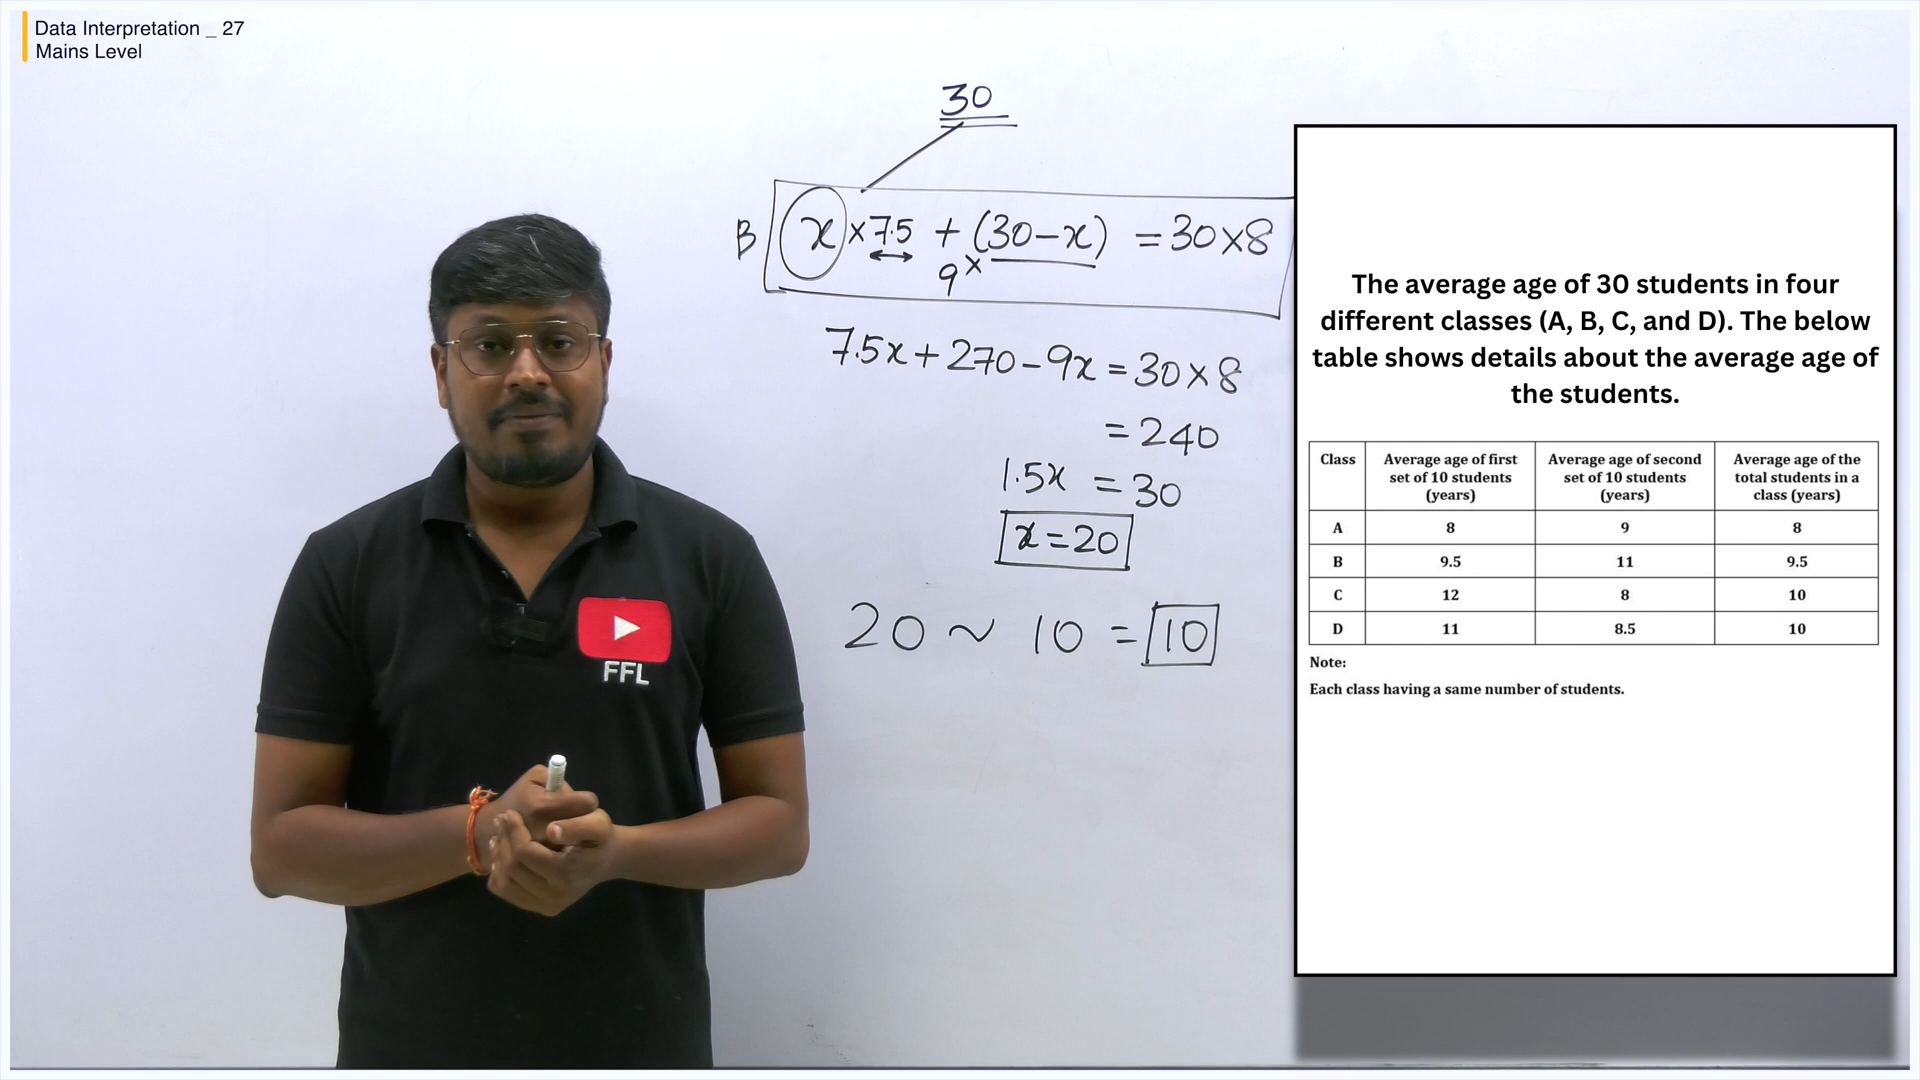 Data Interpretation _ 27
Mains Level
30
B x × 7.5 + (30 - x) = 30 × 8
9 ×
7.5x + 270 - 9x = 30 × 8
= 240
1.5x = 30
x = 20
20 ~ 10 = 10
FFL
The average age of 30 students in four
different classes (A, B, C, and D). The below
table shows details about the average age of
the students.
Class Average age of first set of 10 students (years) Average age of second set of 10 students (years) Average age of the total students in a class (years)
A 8 9 8
B 9.5 11 9.5
C 12 8 10
D 11 8.5 10
Note:
Each class having a same number of students.